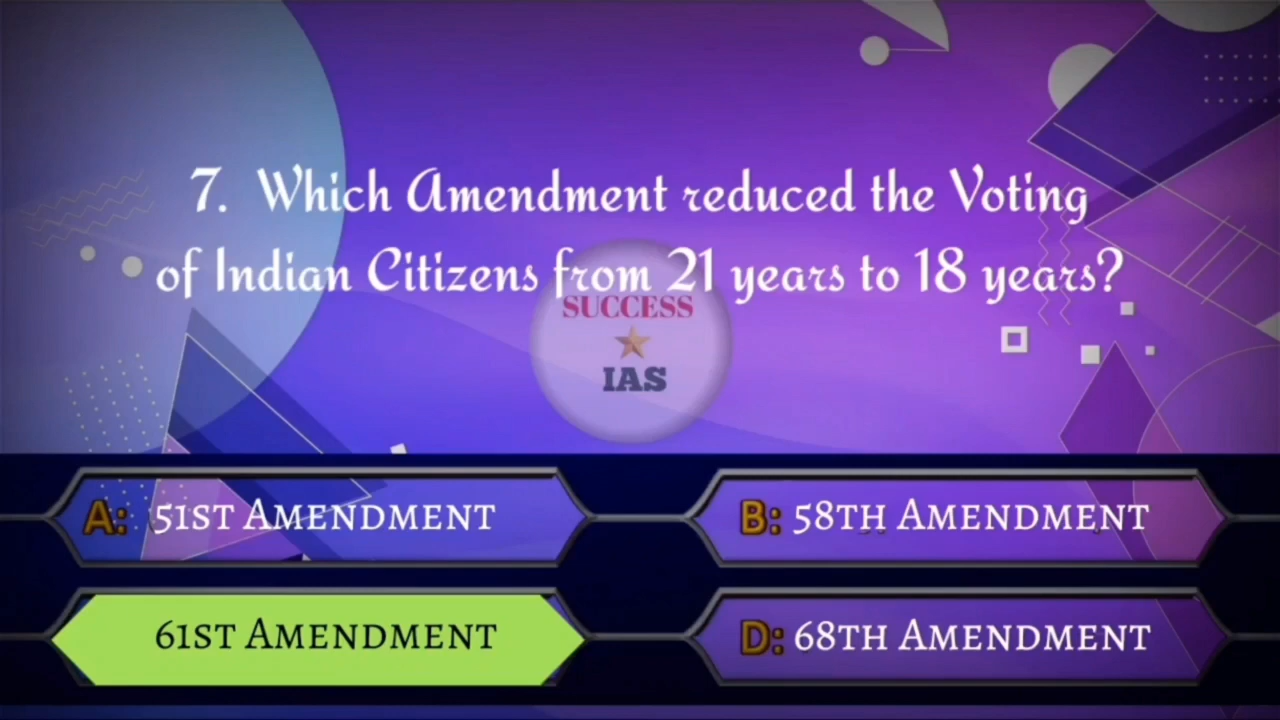 7. Which Amendment reduced the Voting
of Indian Citizens from 21 years to 18 years?
SUCCESS
IAS
A: 51ST AMENDMENT
B: 58TH AMENDMENT
61ST AMENDMENT
D: 68TH AMENDMENT